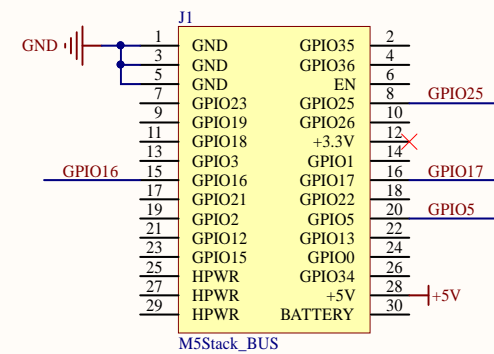 J1
GND 1 GND GPIO35 2
3 GND GPIO36 4
5 GND EN 6
7 GPIO23 GPIO25 8 GPIO25
9 GPIO19 GPIO26 10
11 GPIO18 +3.3V 12
13 GPIO3 GPIO1 14
GPIO16 15 GPIO16 GPIO17 16 GPIO17
17 GPIO21 GPIO22 18
19 GPIO2 GPIO5 20 GPIO5
21 GPIO12 GPIO13 22
23 GPIO15 GPIO0 24
25 HPWR GPIO34 26
27 HPWR +5V 28 +5V
29 HPWR BATTERY 30
M5Stack_BUS